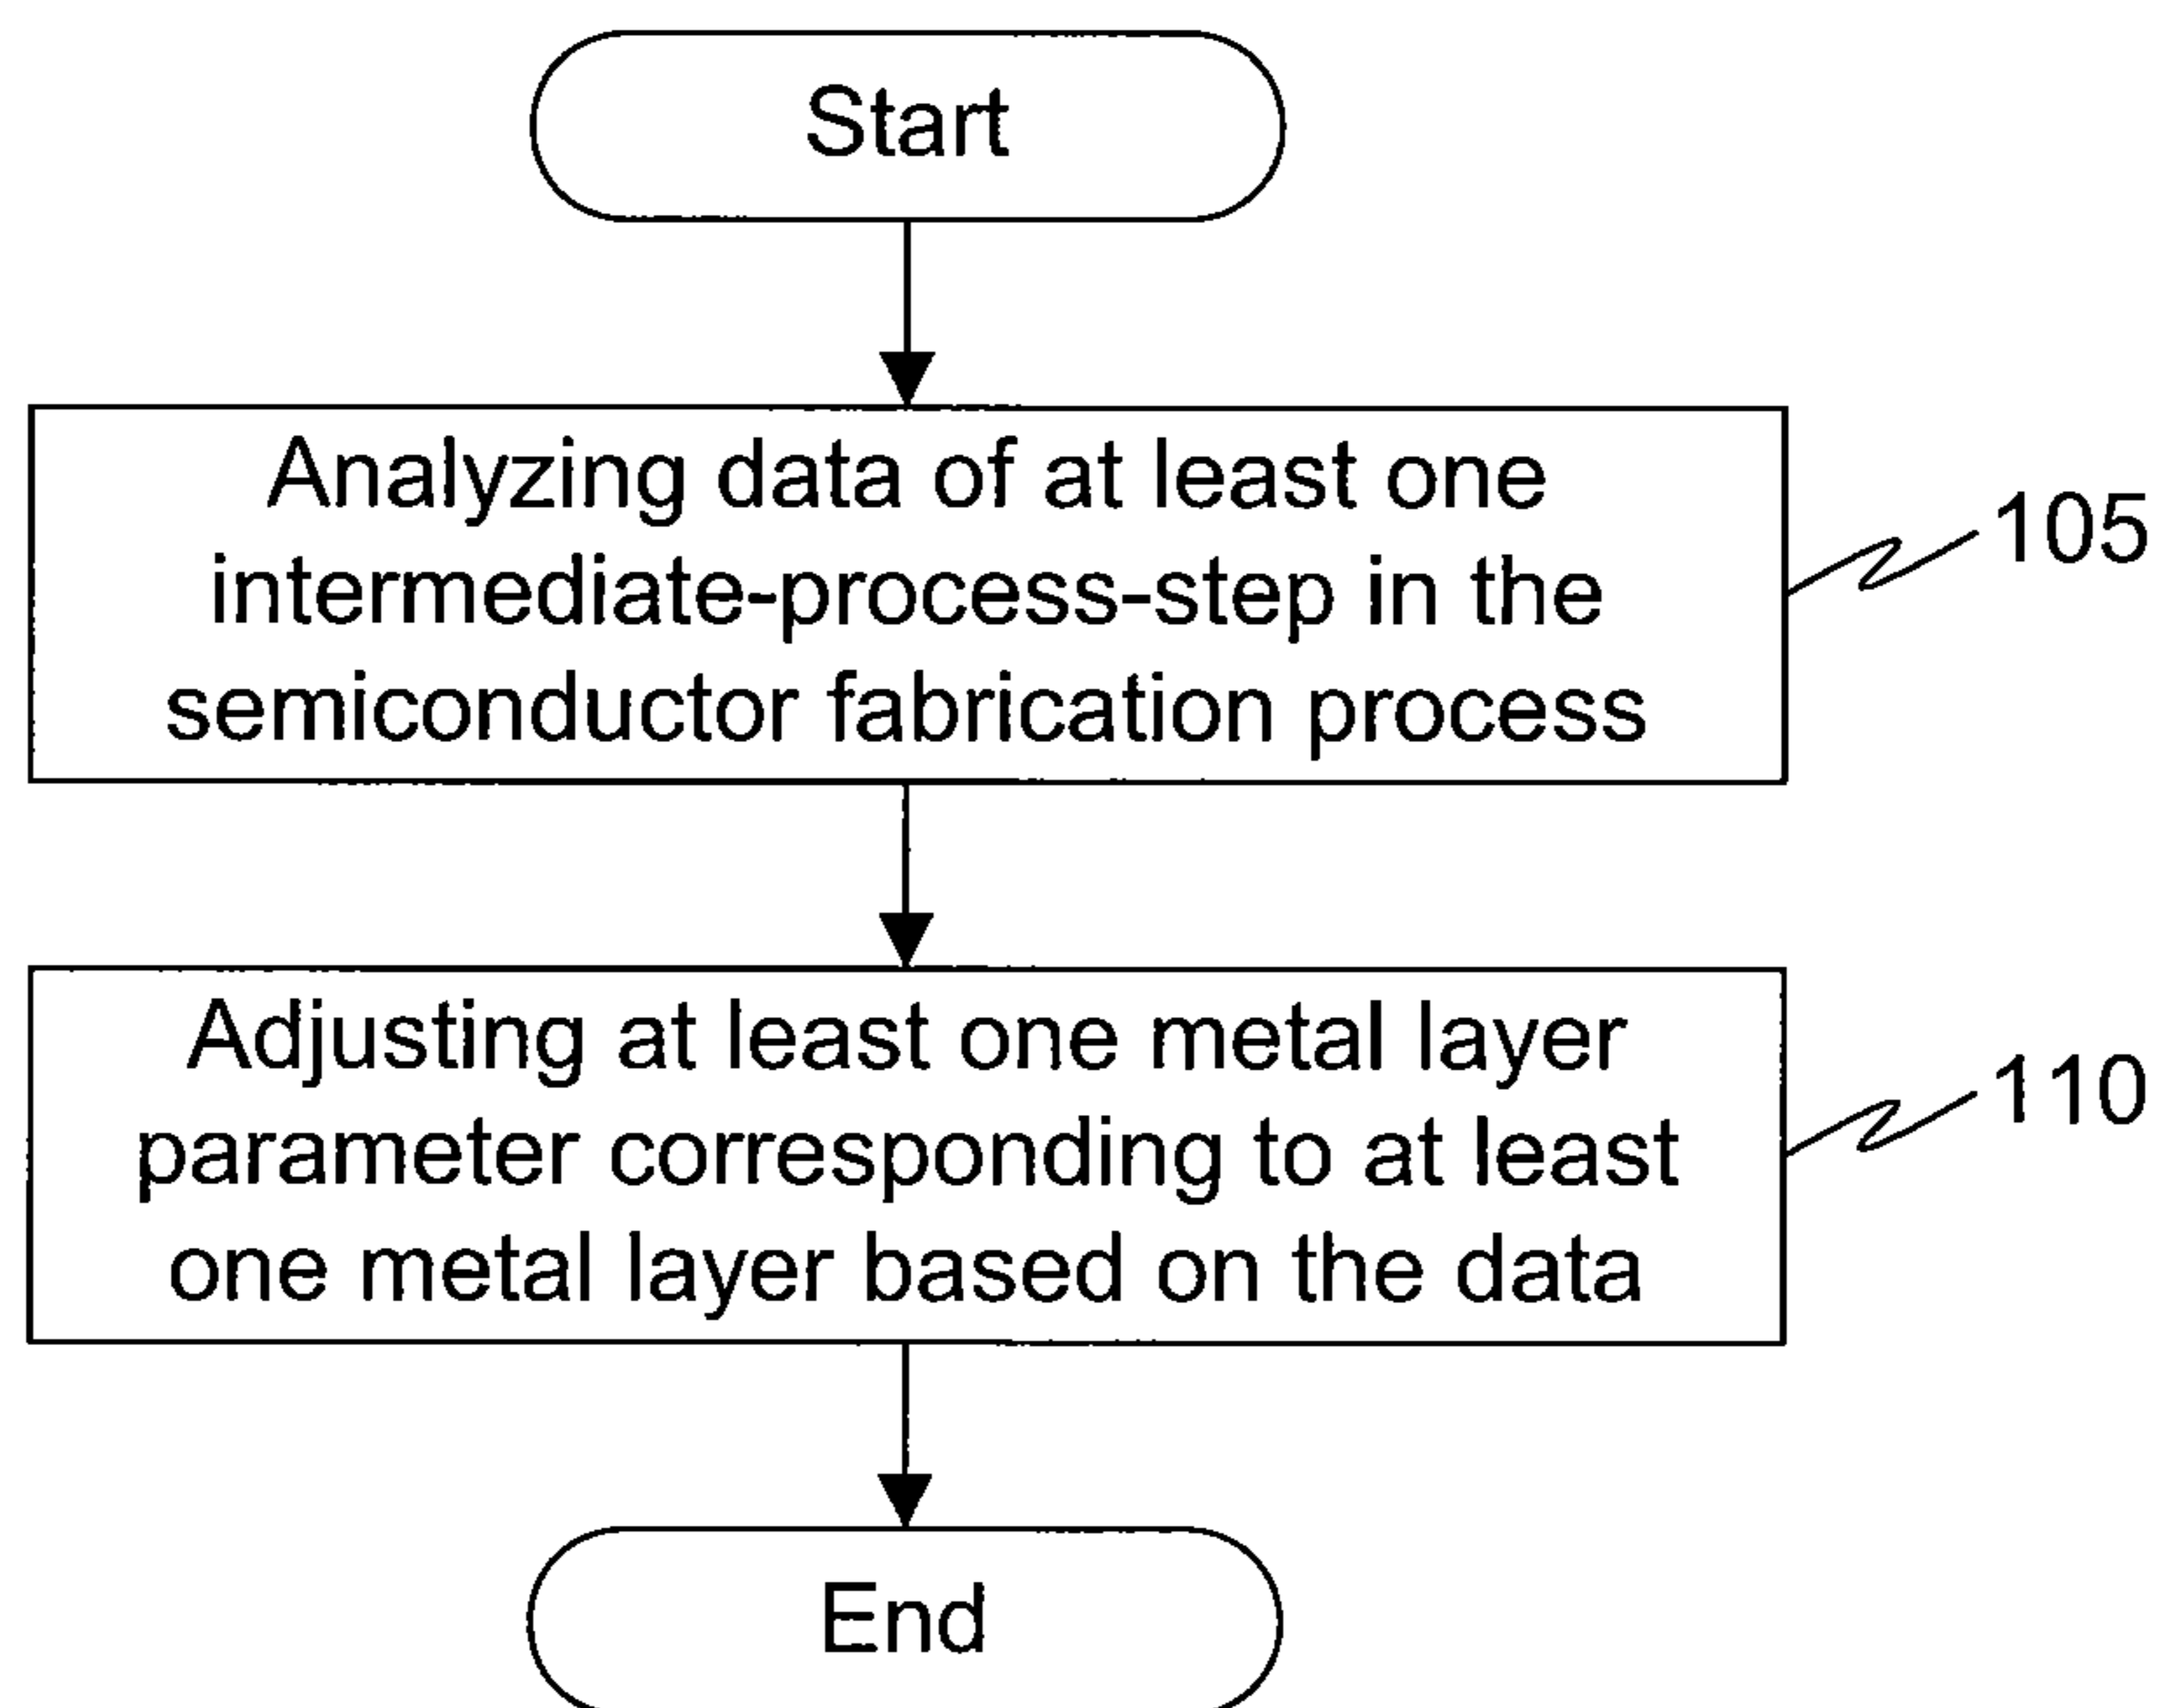 Start
Analyzing data of at least one
intermediate-process-step in the
semiconductor fabrication process
105
Adjusting at least one metal layer
parameter corresponding to at least
one metal layer based on the data
110
End